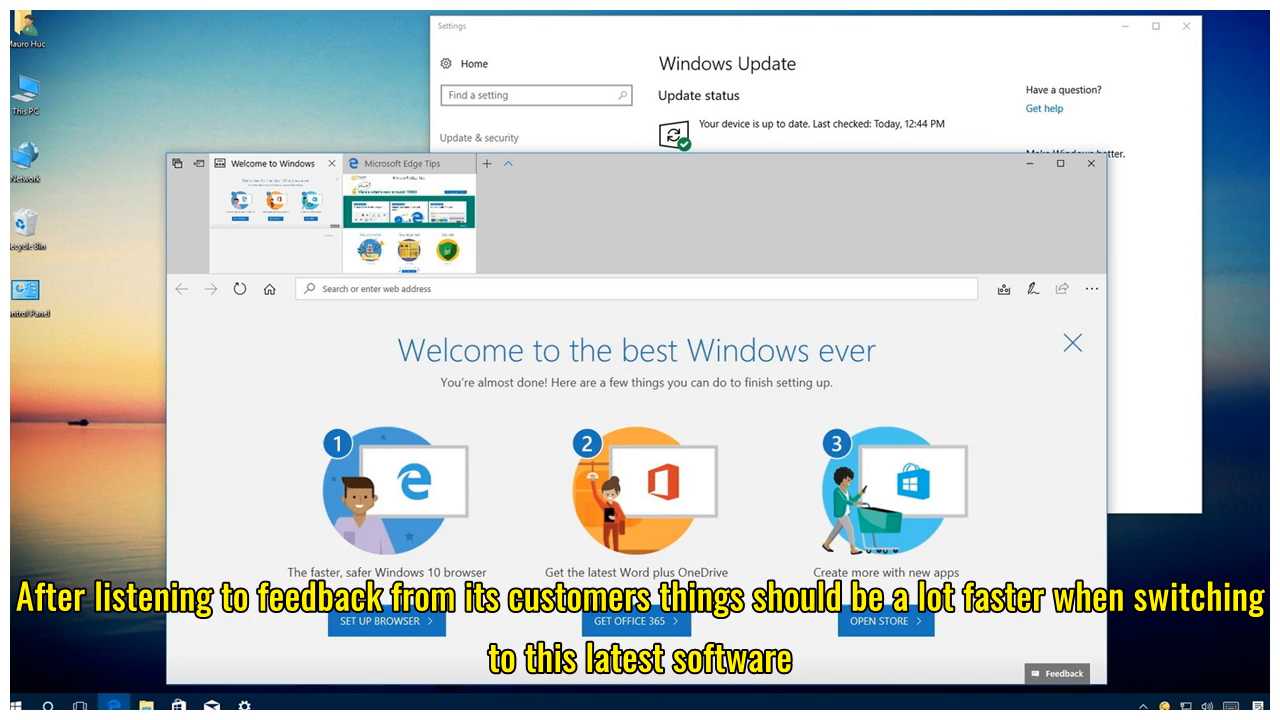 Mauro Huc
This PC
Network
Recycle Bin
Control Panel
Settings
Home
Find a setting
Update & security
Windows Update
Update status
Your device is up to date. Last checked: Today, 12:44 PM
Have a question?
Get help
Make Windows better.
Welcome to Windows
Microsoft Edge Tips
Search or enter web address
Welcome to the best Windows ever
You're almost done! Here are a few things you can do to finish setting up.
1
2
3
The faster, safer Windows 10 browser
Get the latest Word plus OneDrive
Create more with new apps
SET UP BROWSER
GET OFFICE 365
OPEN STORE
After listening to feedback from its customers things should be a lot faster when switching
to this latest software
Feedback